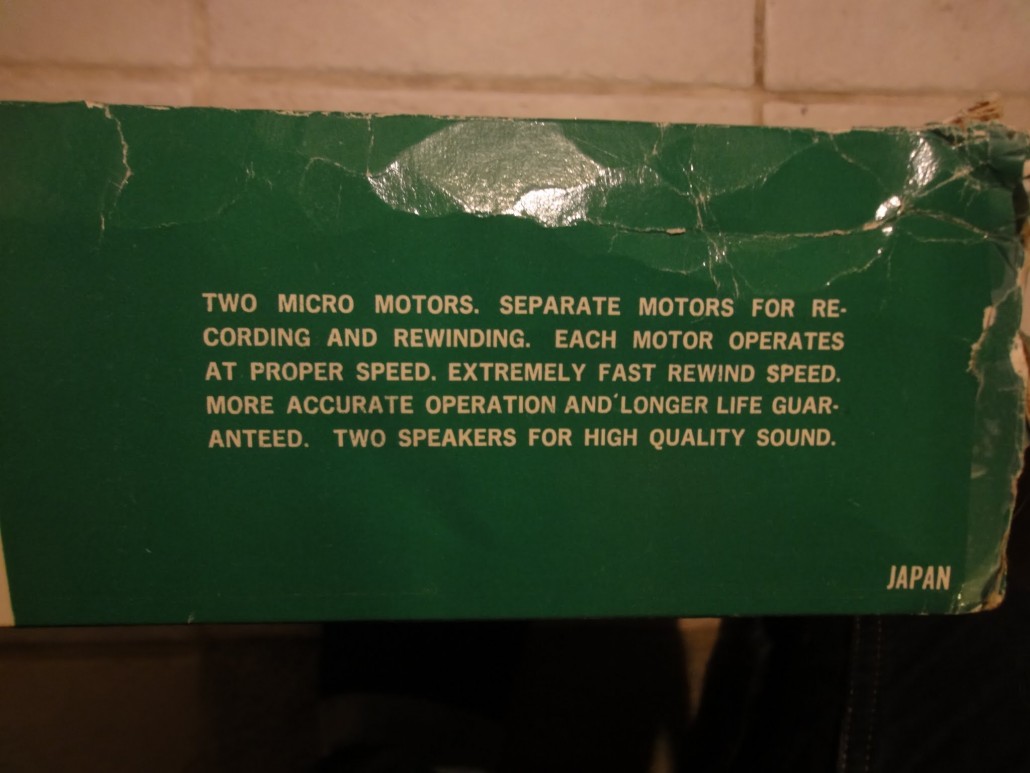 TWO MICRO MOTORS. SEPARATE MOTORS FOR RE-
CORDING AND REWINDING. EACH MOTOR OPERATES
AT PROPER SPEED. EXTREMELY FAST REWIND SPEED.
MORE ACCURATE OPERATION AND LONGER LIFE GUAR-
ANTEED. TWO SPEAKERS FOR HIGH QUALITY SOUND.
JAPAN